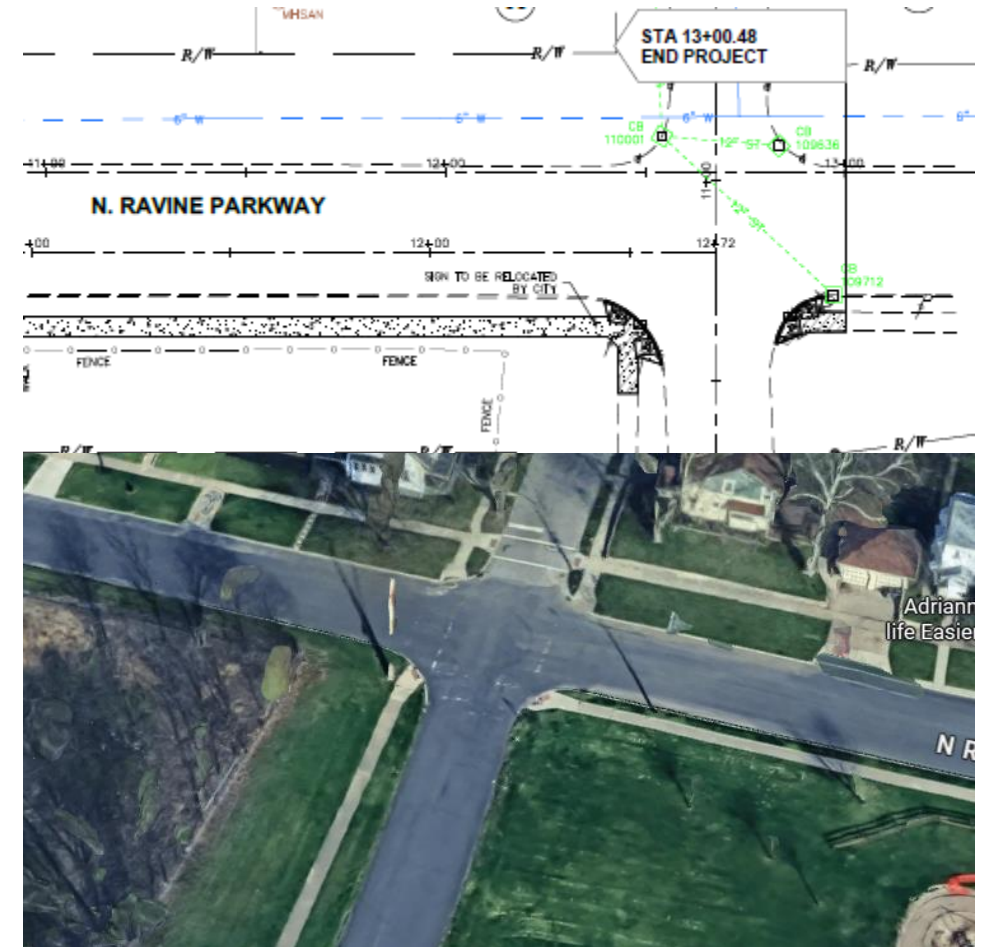 MHSAN
STA 13+00.48
END PROJECT
R/W
R/W
R/W
6" W
6" W
6" W
6"
CB
110001
12" ST
CB
109636
12+00
13+00
11+00
N. RAVINE PARKWAY
12" ST
+00
12+00
12+72
CB
109712
SIGN TO BE RELOCATED
BY CITY
FENCE
FENCE
FENCE
R/W
R/W
R/W
Adriann
life Easier
N R